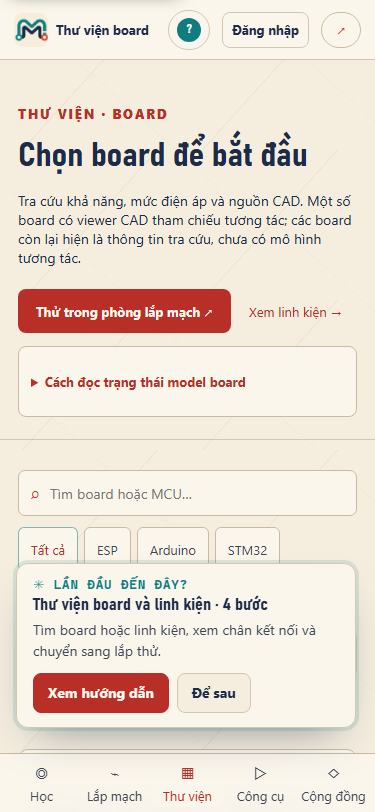 Thư viện board
?
Đăng nhập
↗
THƯ VIỆN · BOARD
Chọn board để bắt đầu
Tra cứu khả năng, mức điện áp và nguồn CAD. Một số
board có viewer CAD tham chiếu tương tác; các board
còn lại hiện là thông tin tra cứu, chưa có mô hình
tương tác.
Thử trong phòng lắp mạch ↗
Xem linh kiện →
▶ Cách đọc trạng thái model board
Tìm board hoặc MCU...
Tất cả
ESP
Arduino
STM32
✳ LẦN ĐẦU ĐẾN ĐÂY?
Thư viện board và linh kiện · 4 bước
Tìm board hoặc linh kiện, xem chân kết nối và
chuyển sang lắp thử.
Xem hướng dẫn
Để sau
Học
Lắp mạch
Thư viện
Công cụ
Cộng đồng